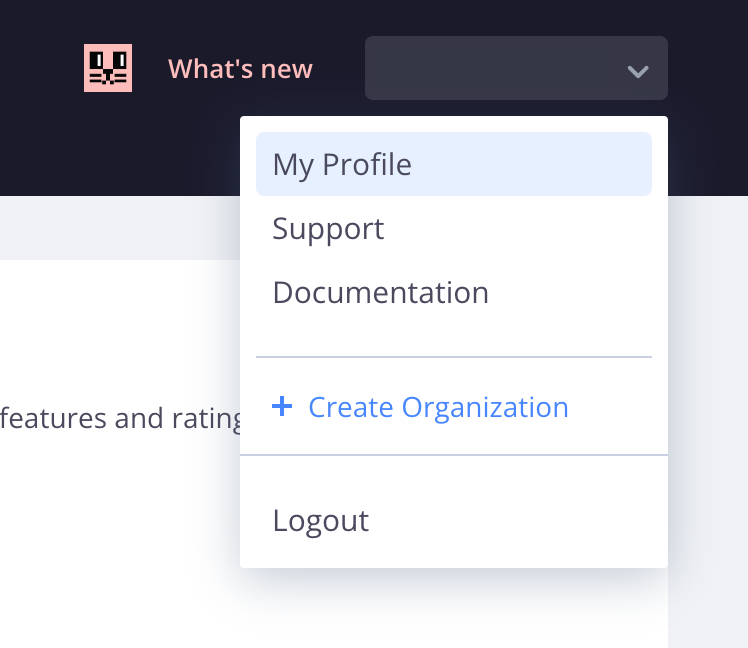 What's new
My Profile
Support
Documentation
features and rating
Create Organization
Logout